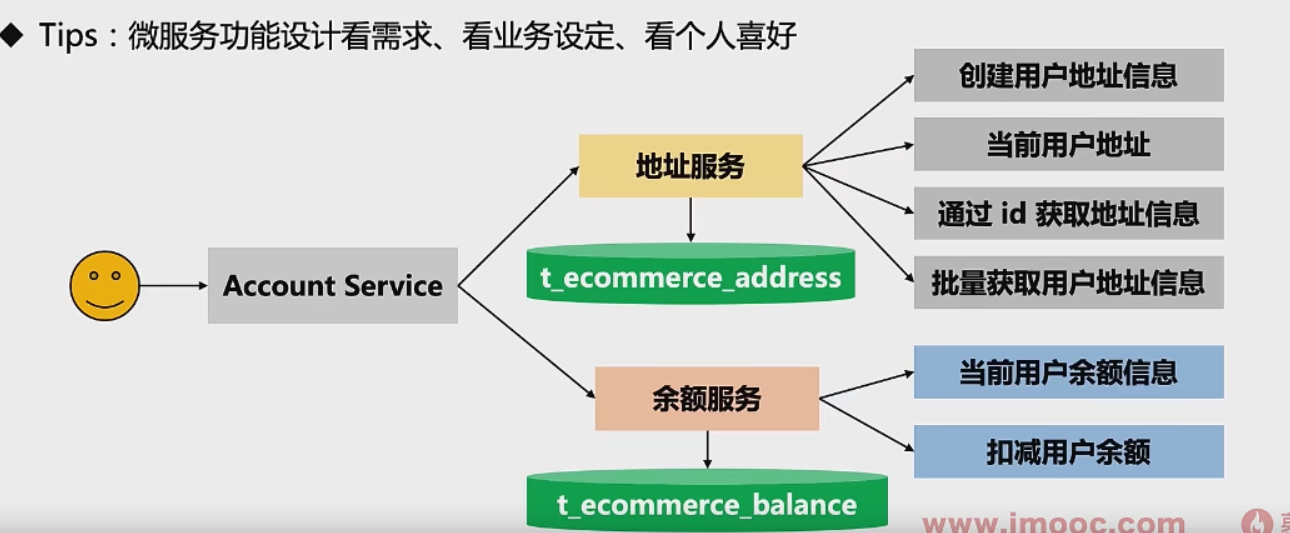 ◆ Tips：微服务功能设计看需求、看业务设定、看个人喜好
创建用户地址信息
地址服务
当前用户地址
通过 id 获取地址信息
t_ecommerce_address
批量获取用户地址信息
Account Service
当前用户余额信息
余额服务
扣减用户余额
t_ecommerce_balance
www.imooc.com